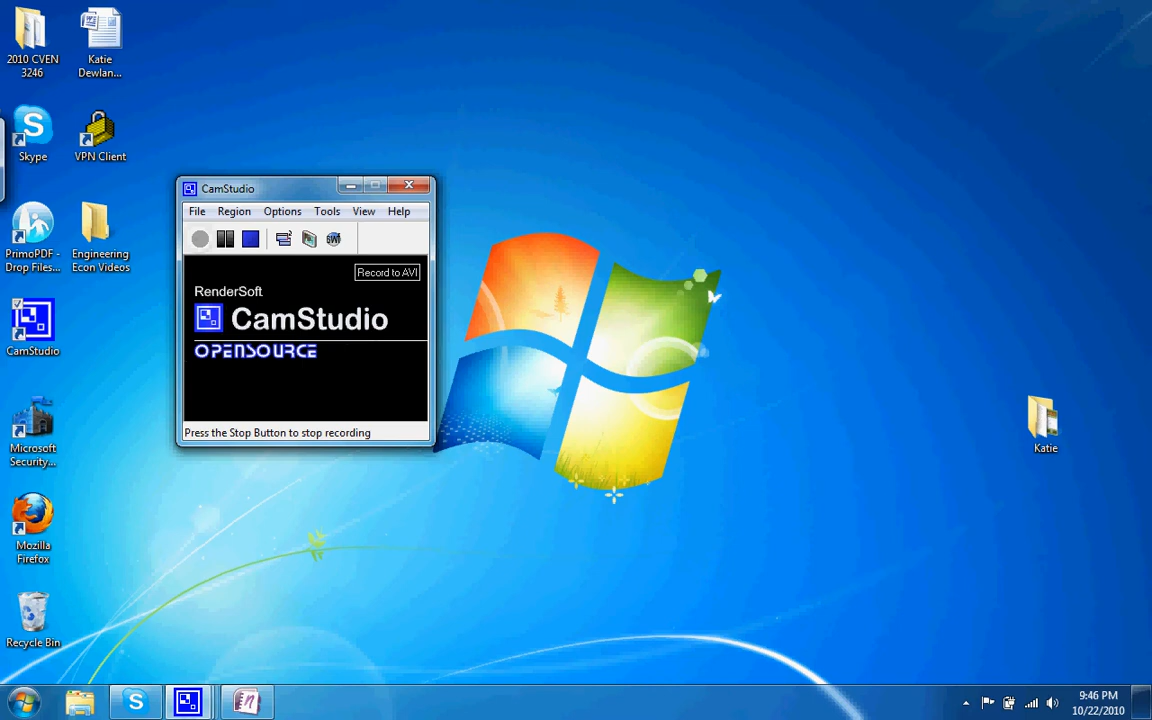 2010 CVEN
3246
Katie
Dewlan...
Skype
VPN Client
PrimoPDF -
Drop Files...
Engineering
Econ Videos
CamStudio
Microsoft
Security...
Mozilla
Firefox
Recycle Bin
CamStudio
File Region Options Tools View Help
SWF
Record to AVI
RenderSoft
CamStudio
OPENSOURCE
Press the Stop Button to stop recording
Katie
9:46 PM
10/22/2010